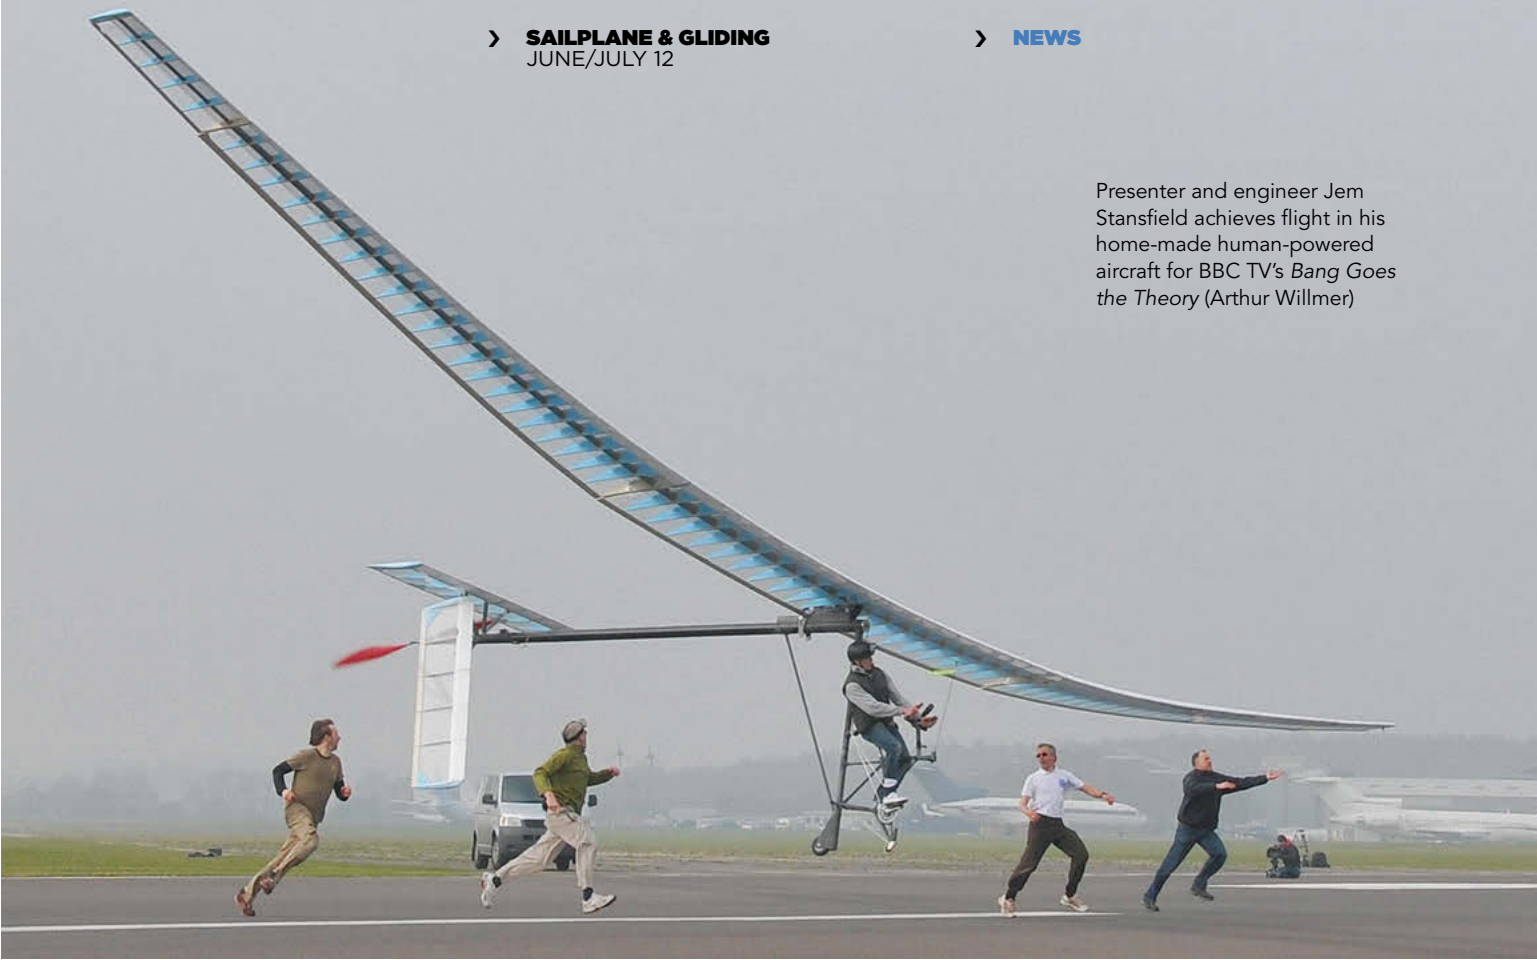 › SAILPLANE & GLIDING
JUNE/JULY 12
› NEWS
Presenter and engineer Jem
Stansfield achieves flight in his
home-made human-powered
aircraft for BBC TV’s Bang Goes
the Theory (Arthur Willmer)